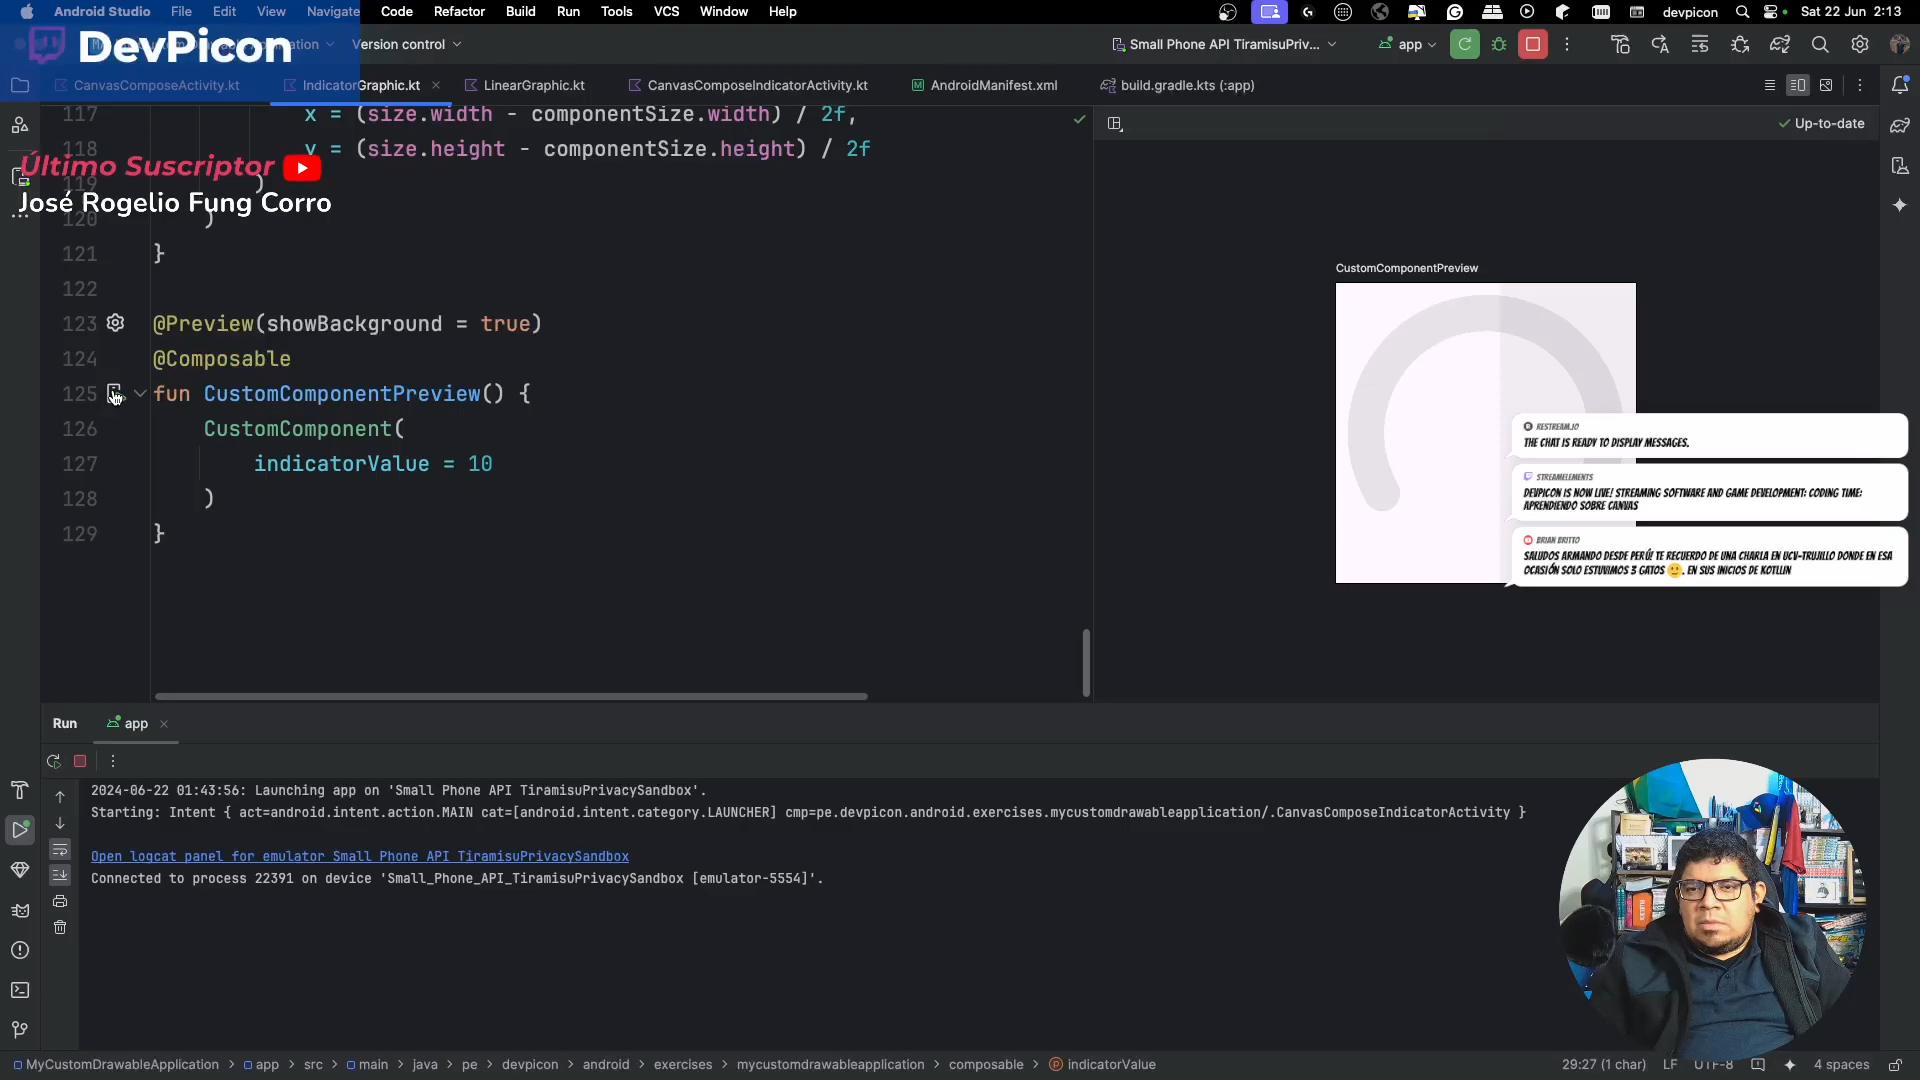 Android Studio File Edit View Navigate Code Refactor Build Run Tools VCS Window Help
devpicon Sat 22 Jun 2:13
DevPicon
Version control
Small Phone API TiramisuPriv...
app
CanvasComposeActivity.kt
IndicatorGraphic.kt
LinearGraphic.kt
CanvasComposeIndicatorActivity.kt
AndroidManifest.xml
build.gradle.kts (:app)
Up-to-date
117 x = (size.width - componentSize.width) / 2f,
118 y = (size.height - componentSize.height) / 2f
119 )
120 )
121 }
122
123 @Preview(showBackground = true)
124 @Composable
125 fun CustomComponentPreview() {
126 CustomComponent(
127 indicatorValue = 10
128 )
129 }
Último Suscriptor
José Rogelio Fung Corro
CustomComponentPreview
RESTREAM.IO
THE CHAT IS READY TO DISPLAY MESSAGES.
STREAMELEMENTS
DEVPICON IS NOW LIVE! STREAMING SOFTWARE AND GAME DEVELOPMENT: CODING TIME:
APRENDIENDO SOBRE CANVAS
BRIAN BRITTO
SALUDOS ARMANDO DESDE PERÚ! TE RECUERDO DE UNA CHARLA EN UCV-TRUJILLO DONDE EN ESA
OCASIÓN SOLO ESTUVIMOS 3 GATOS 🙂. EN SUS INICIOS DE KOTLLIN
Run app
2024-06-22 01:43:56: Launching app on 'Small Phone API TiramisuPrivacySandbox'.
Starting: Intent { act=android.intent.action.MAIN cat=[android.intent.category.LAUNCHER] cmp=pe.devpicon.android.exercises.mycustomdrawableapplication/.CanvasComposeIndicatorActivity }
Open logcat panel for emulator Small Phone API TiramisuPrivacySandbox
Connected to process 22391 on device 'Small_Phone_API_TiramisuPrivacySandbox [emulator-5554]'.
MyCustomDrawableApplication > app > src > main > java > pe > devpicon > android > exercises > mycustomdrawableapplication > composable > indicatorValue
29:27 (1 char) LF UTF-8 4 spaces